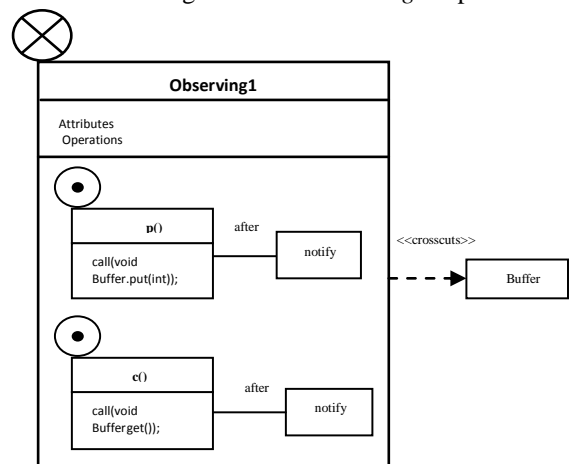 Observing1
Attributes
Operations
p()
after
notify
<<crosscuts>>
call(void
Buffer.put(int));
Buffer
c()
after
notify
call(void
Bufferget());